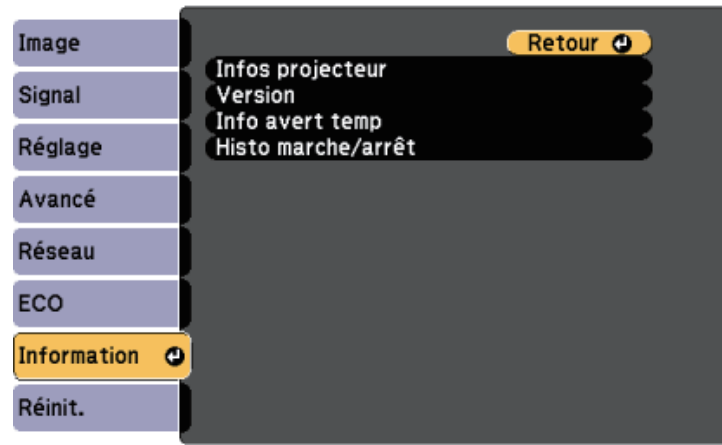 Image
Signal
Réglage
Avancé
Réseau
ECO
Information
Réinit.
Retour
Infos projecteur
Version
Info avert temp
Histo marche/arrêt